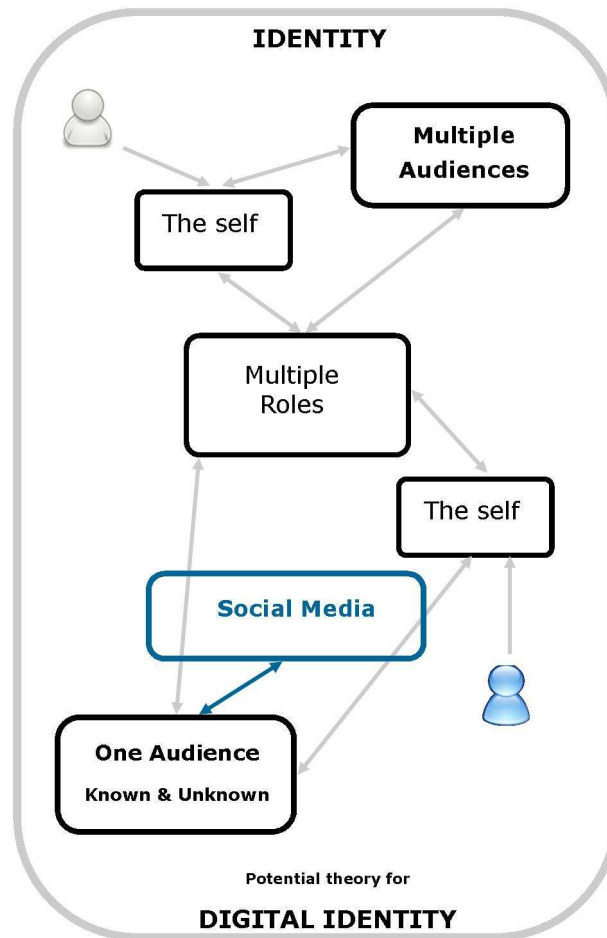 IDENTITY
Multiple
Audiences
The self
Multiple
Roles
The self
Social Media
One Audience
Known & Unknown
Potential theory for
DIGITAL IDENTITY